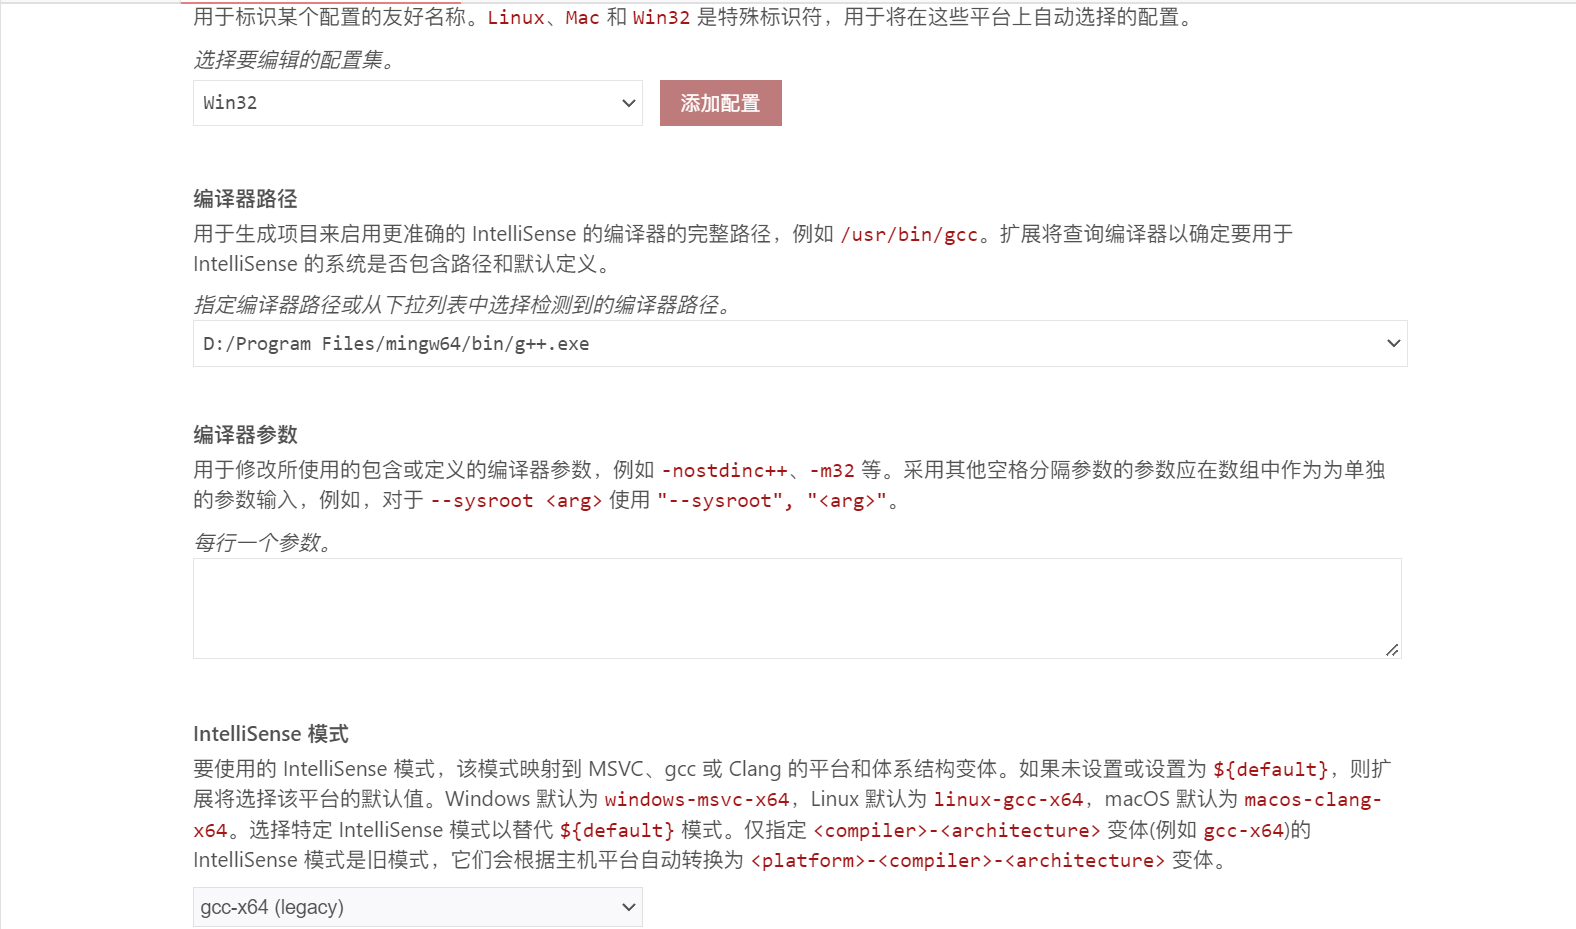 用于标识某个配置的友好名称。Linux、Mac 和 Win32 是特殊标识符，用于将在这些平台上自动选择的配置。
选择要编辑的配置集。
Win32
添加配置
编译器路径
用于生成项目来启用更准确的 IntelliSense 的编译器的完整路径，例如 /usr/bin/gcc。扩展将查询编译器以确定要用于
IntelliSense 的系统是否包含路径和默认定义。
指定编译器路径或从下拉列表中选择检测到的编译器路径。
D:/Program Files/mingw64/bin/g++.exe
编译器参数
用于修改所使用的包含或定义的编译器参数，例如 -nostdinc++、-m32 等。采用其他空格分隔参数的参数应在数组中作为为单独
的参数输入，例如，对于 --sysroot <arg> 使用 "--sysroot", "<arg>"。
每行一个参数。
IntelliSense 模式
要使用的 IntelliSense 模式，该模式映射到 MSVC、gcc 或 Clang 的平台和体系结构变体。如果未设置或设置为 ${default}，则扩
展将选择该平台的默认值。Windows 默认为 windows-msvc-x64，Linux 默认为 linux-gcc-x64，macOS 默认为 macos-clang-
x64。选择特定 IntelliSense 模式以替代 ${default} 模式。仅指定 <compiler>-<architecture> 变体(例如 gcc-x64)的
IntelliSense 模式是旧模式，它们会根据主机平台自动转换为 <platform>-<compiler>-<architecture> 变体。
gcc-x64 (legacy)